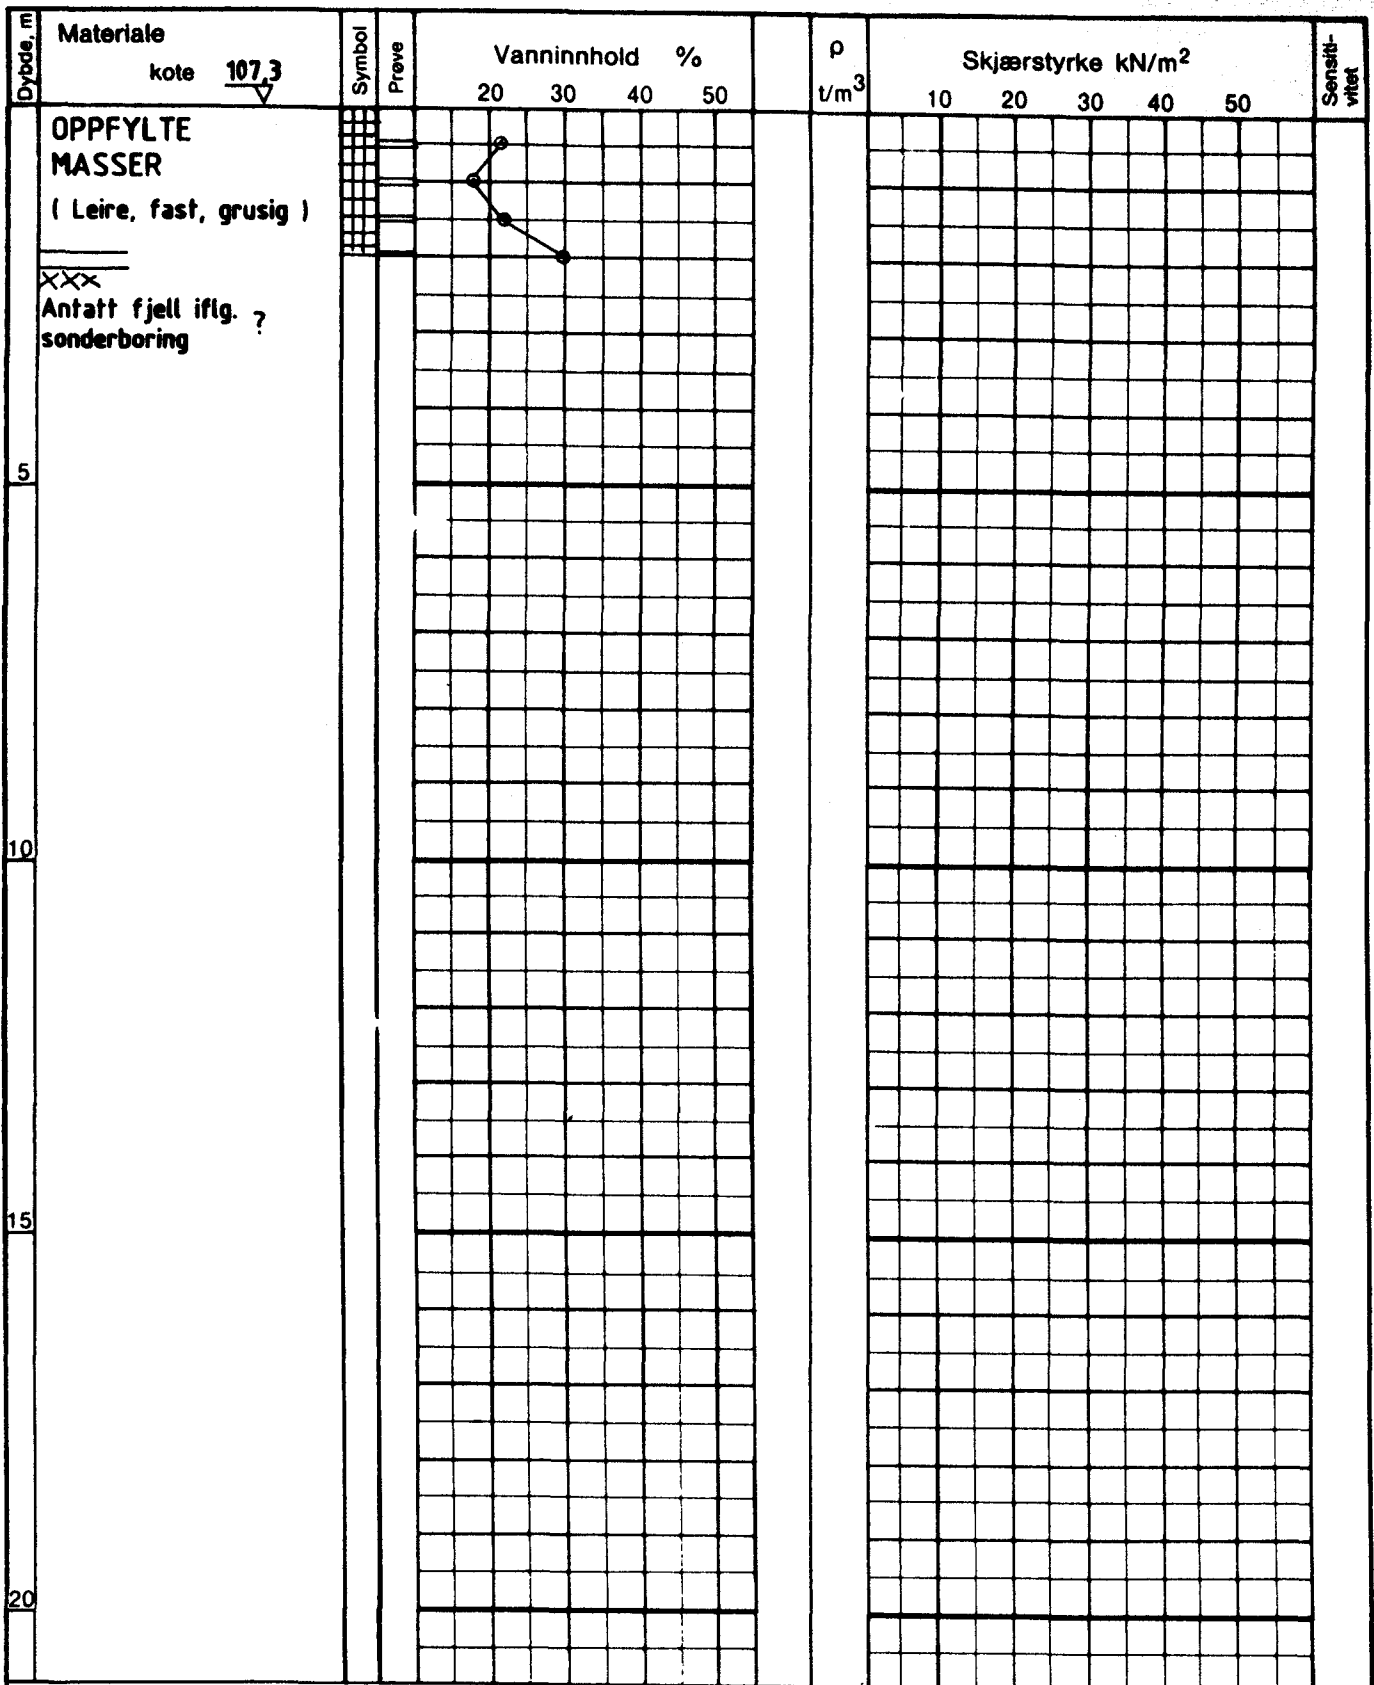 Dybde, m
Materiale
kote 107,3
Symbol
Prøve
Vanninnhold %
20 30 40 50
ρ
t/m³
Skjærstyrke kN/m²
10 20 30 40 50
Sensiti-
vitet
OPPFYLTE
MASSER
( Leire, fast, grusig )
XXX
Antatt fjell iflg. ?
sonderboring
5
10
15
20